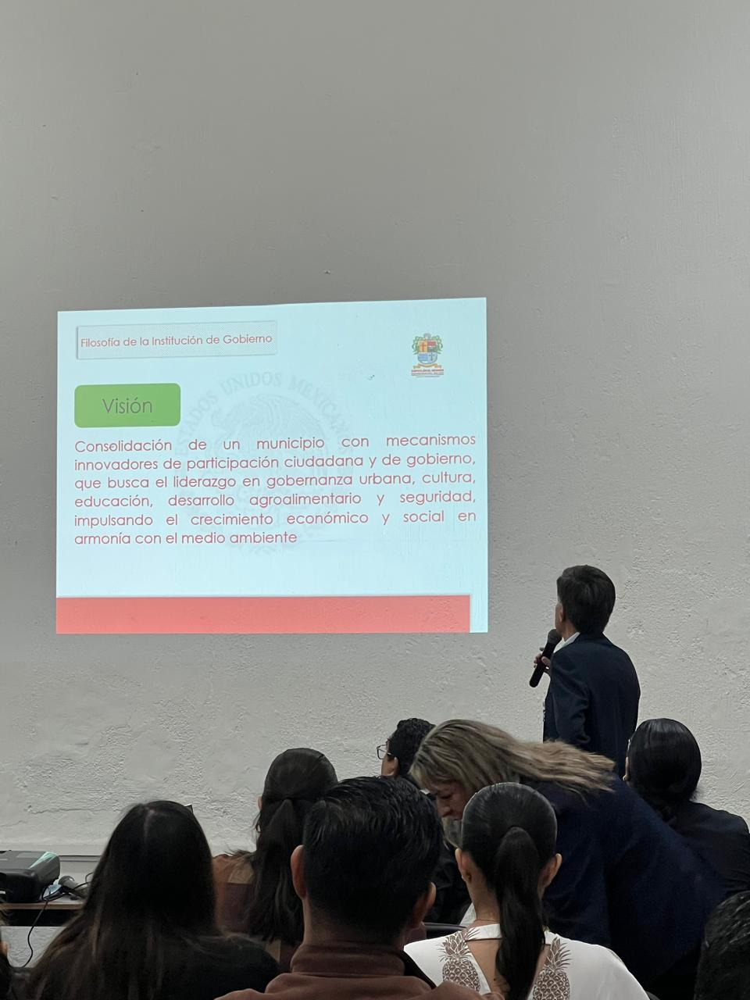 Filosofía de la Institución de Gobierno
Visión
ESTADOS UNIDOS MEXICANOS
Consolidación de un municipio con mecanismos
innovadores de participación ciudadana y de gobierno,
que busca el liderazgo en gobernanza urbana, cultura,
educación, desarrollo agroalimentario y seguridad,
impulsando el crecimiento económico y social en
armonía con el medio ambiente